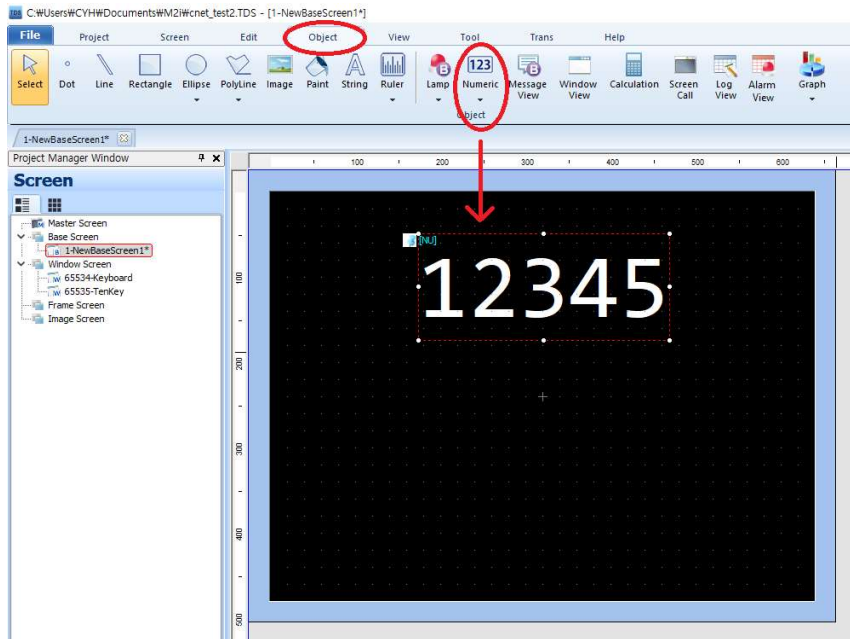 C:₩Users₩CYH₩Documents₩M2i₩cnet_test2.TDS - [1-NewBaseScreen1*]
File Project Screen Edit Object View Tool Trans Help
Select Dot Line Rectangle Ellipse PolyLine Image Paint String Ruler Lamp Numeric Message View Window View Calculation Screen Call Log View Alarm View Graph
Object
1-NewBaseScreen1*
Project Manager Window
Screen
Master Screen
Base Screen
1-NewBaseScreen1*
Window Screen
65534-Keyboard
65535-TenKey
Frame Screen
Image Screen
100 200 300 400 500 600
100
200
300
400
500
[NU]
12345
123